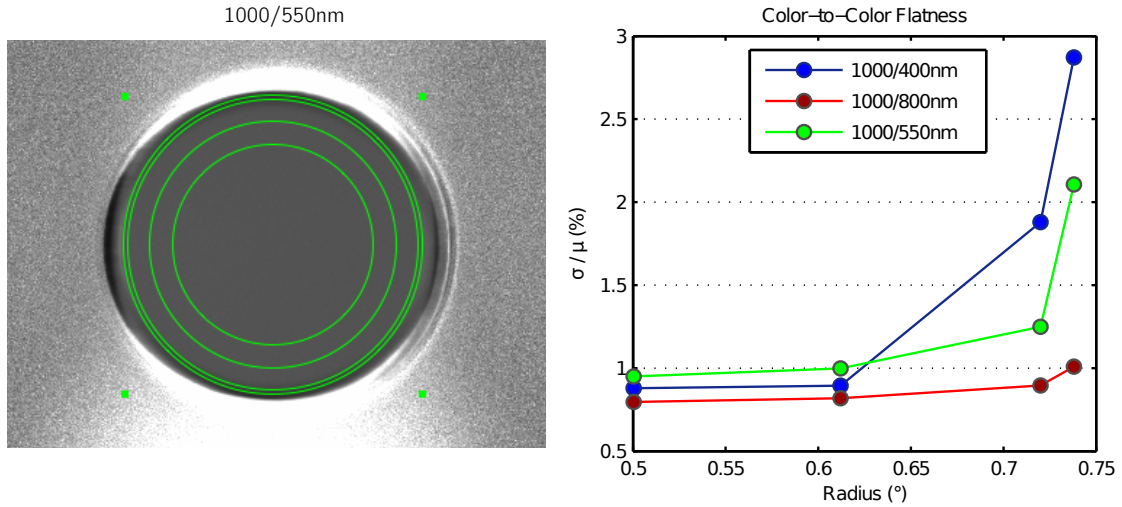 1000/550nm
Color-to-Color Flatness
3
2.5
2
1.5
1
0.5
σ / μ (%)
1000/400nm
1000/800nm
1000/550nm
0.5 0.55 0.6 0.65 0.7 0.75
Radius (°)